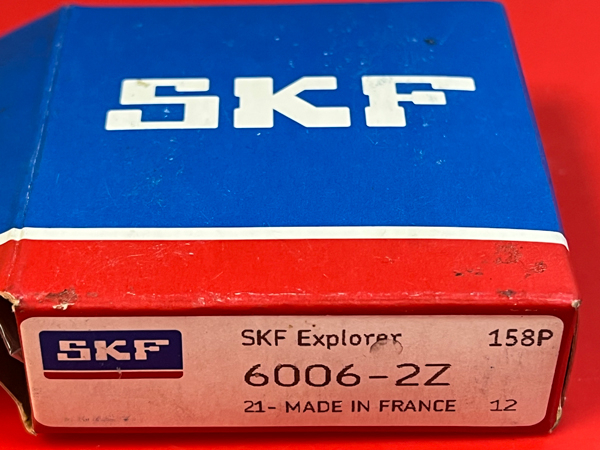 SKF
SKF
SKF Explorer 158P
6006-2Z
21- MADE IN FRANCE 12